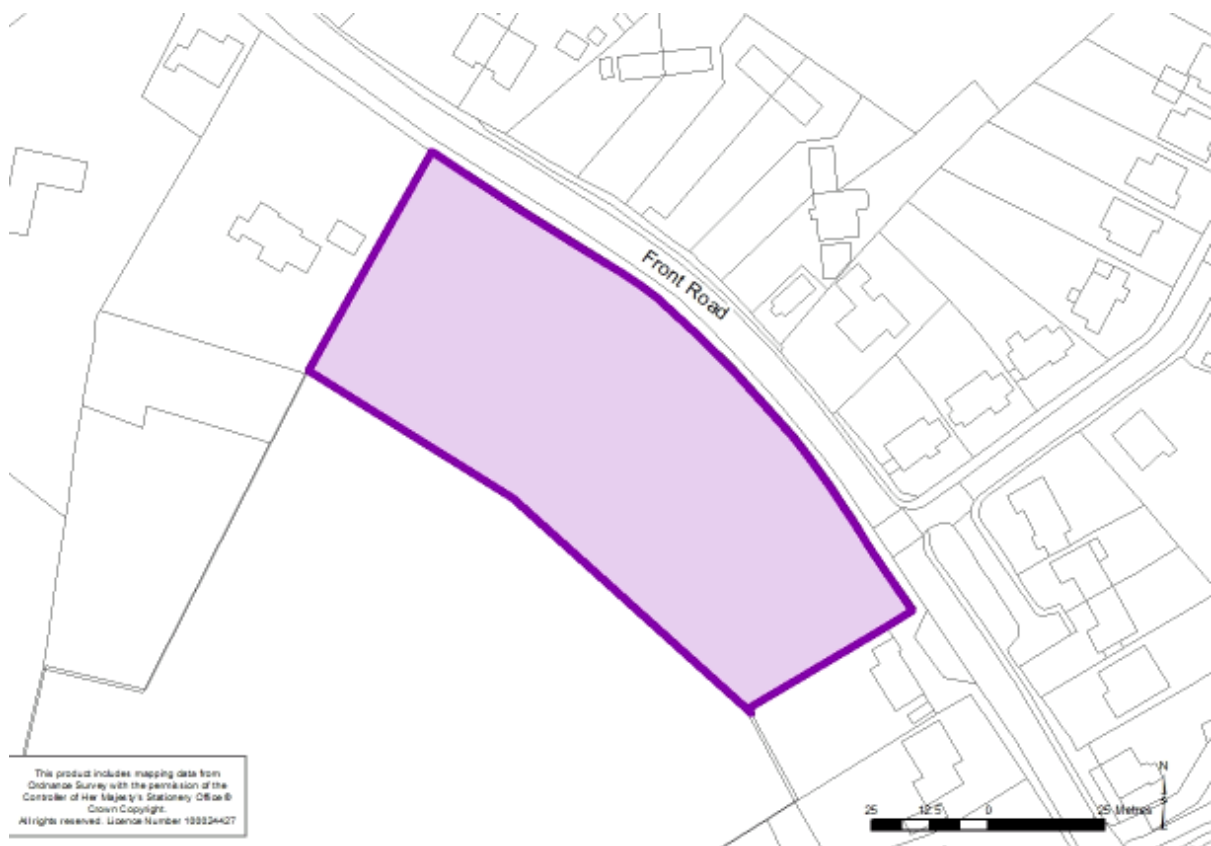 Front Road
N
25 12.5 0 25 Metres
This product includes mapping data from
Ordnance Survey with the permission of the
Controller of Her Majesty's Stationery Office ©
Crown Copyright.
All rights reserved. Licence Number 100024427